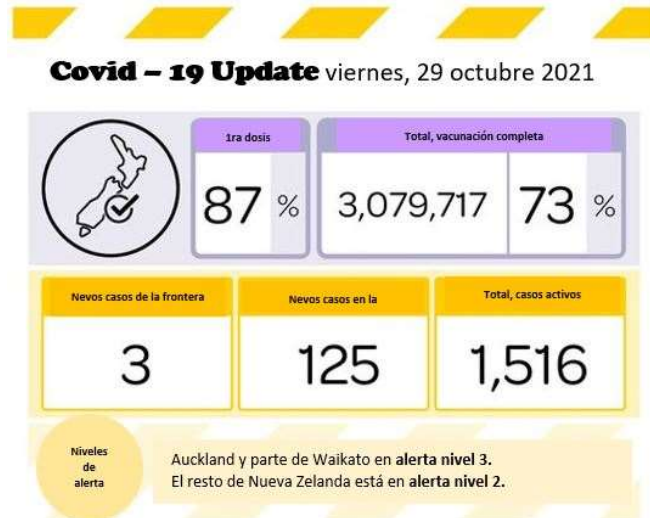 Covid – 19 Update viernes, 29 octubre 2021
1ra dosis
Total, vacunación completa
87 %
3,079,717
73 %
Nevos casos de la frontera
Nevos casos en la
Total, casos activos
3
125
1,516
Niveles
de
alerta
Auckland y parte de Waikato en alerta nivel 3.
El resto de Nueva Zelanda está en alerta nivel 2.